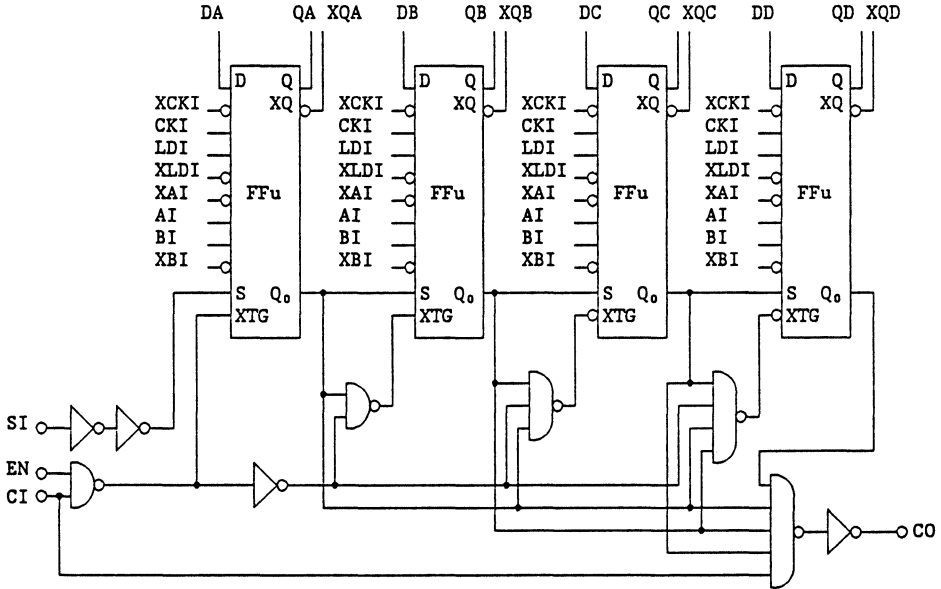 DA QA XQA DB QB XQB DC QC XQC DD QD XQD
D Q D Q D Q D Q
XCKI XQ XCKI XQ XCKI XQ XCKI XQ
CKI CKI CKI CKI
LDI LDI LDI LDI
XLDI XLDI XLDI XLDI
XAI FFu XAI FFu XAI FFu XAI FFu
AI AI AI AI
BI BI BI BI
XBI XBI XBI XBI
S Q₀ S Q₀ S Q₀ S Q₀
XTG XTG XTG XTG
SI
EN
CI
CO